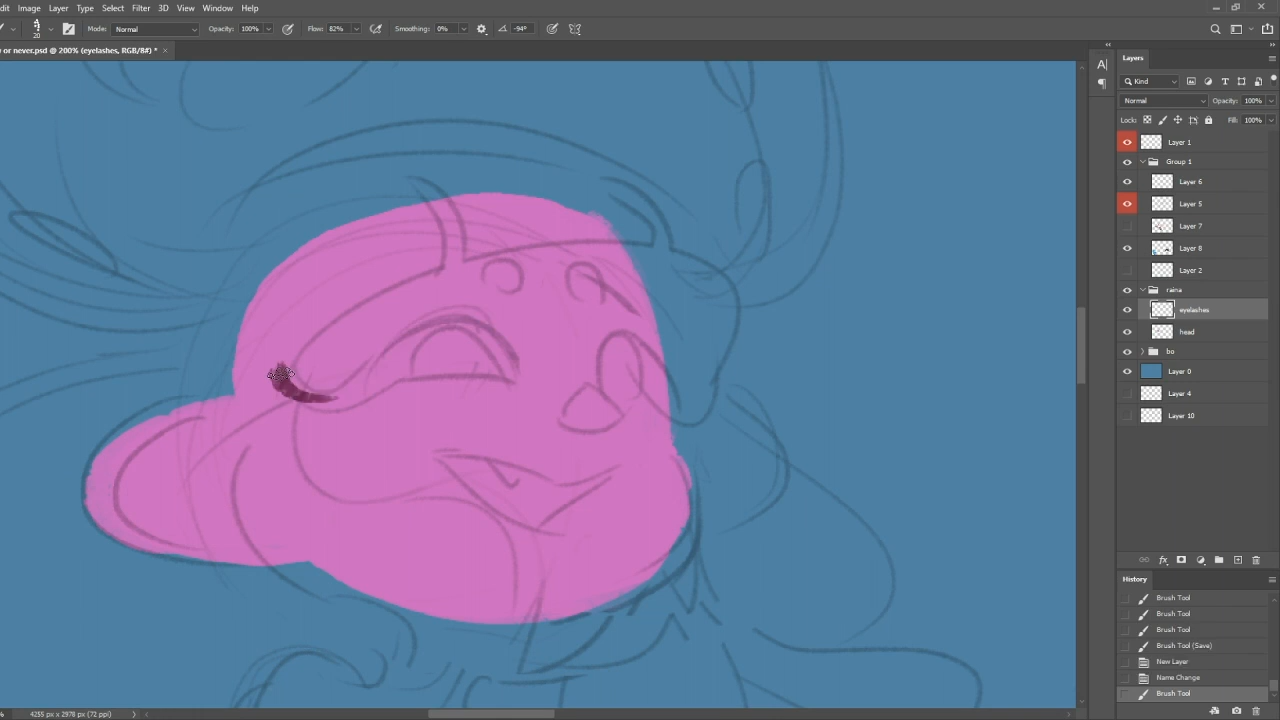 dit Image Layer Type Select Filter 3D View Window Help
20 Mode: Normal Opacity: 100% Flow: 82% Smoothing: 0% -94°
w or never.psd @ 200% (eyelashes, RGB/8#) * ×
Layers
Kind
Normal Opacity: 100%
Lock: Fill: 100%
Layer 1
Group 1
Layer 6
Layer 5
Layer 7
Layer 8
Layer 2
raina
eyelashes
head
bo
Layer 0
Layer 4
Layer 10
fx
History
Brush Tool
Brush Tool
Brush Tool
Brush Tool (Save)
New Layer
Name Change
Brush Tool
% 4255 px x 2978 px (72 ppi)